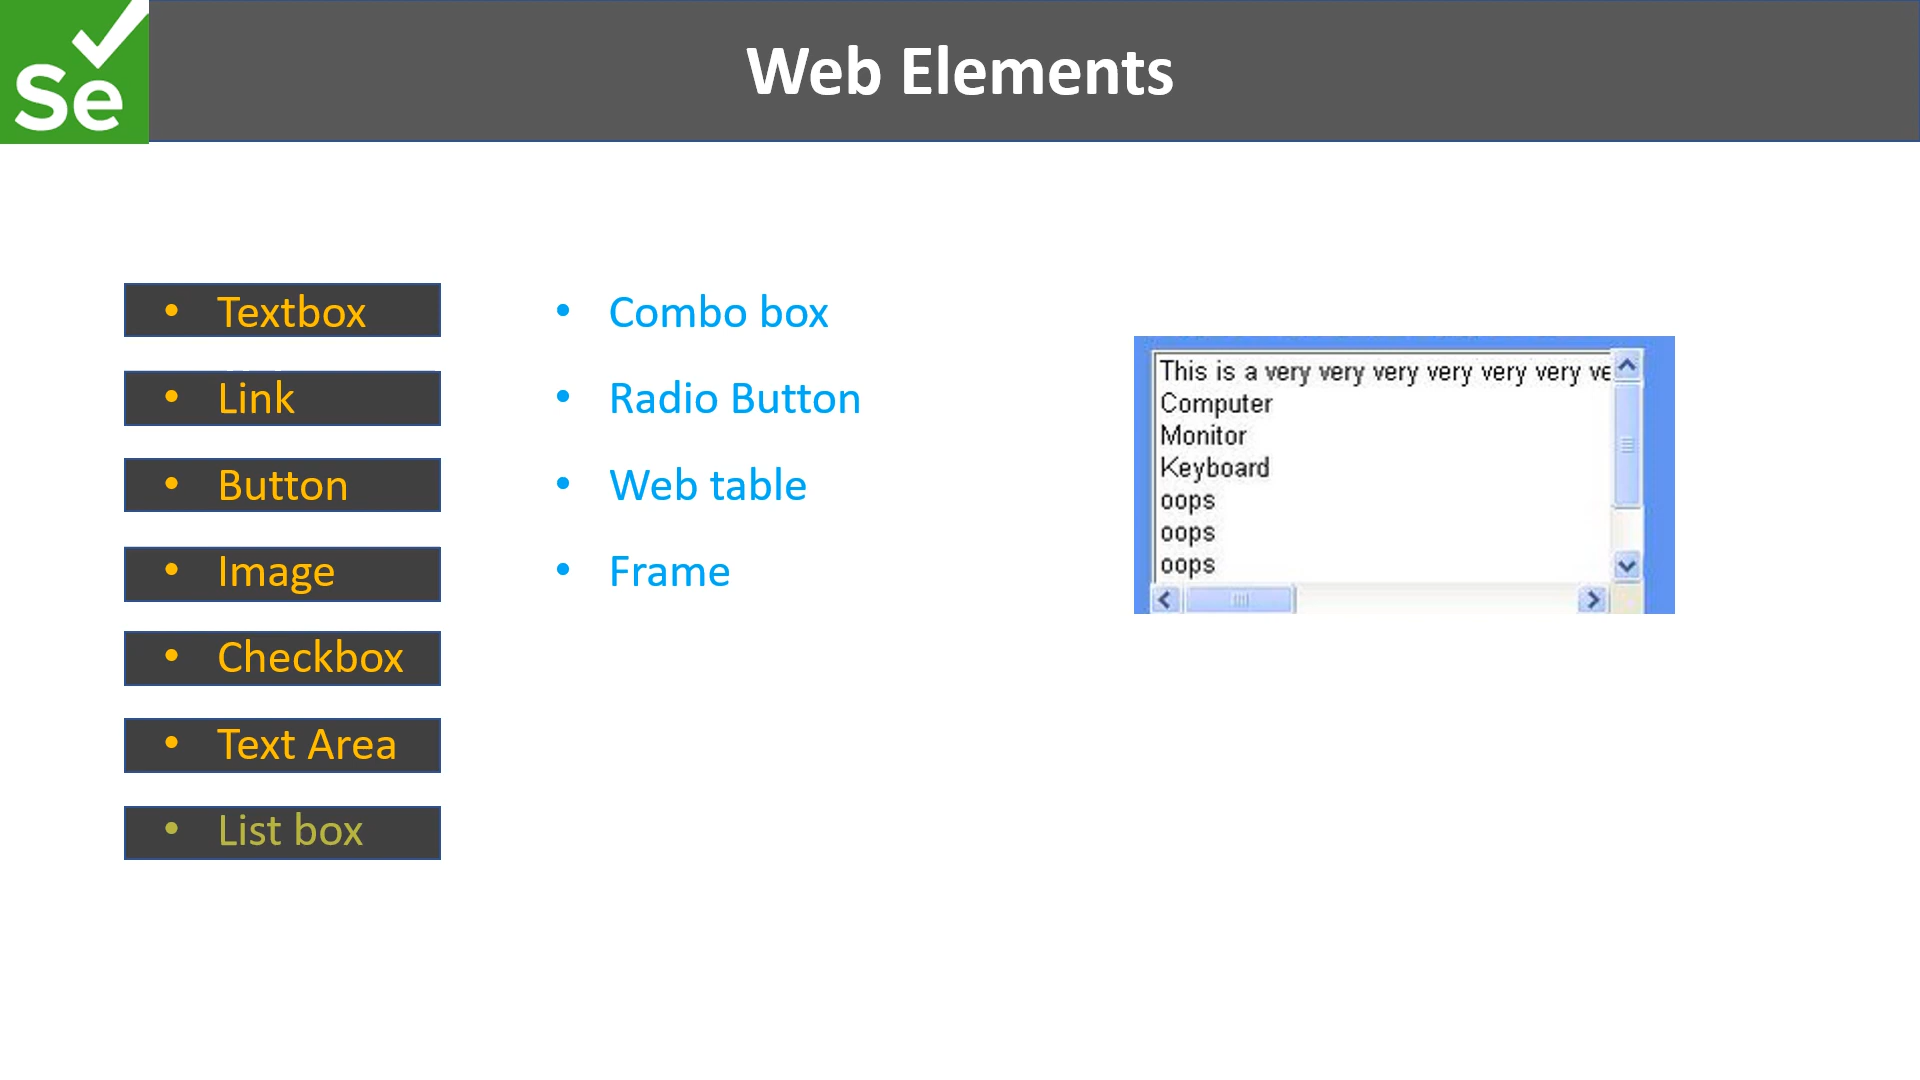 Se
Web Elements
• Textbox
• Link
• Button
• Image
• Checkbox
• Text Area
• List box
• Combo box
• Radio Button
• Web table
• Frame
This is a very very very very very very ve
Computer
Monitor
Keyboard
oops
oops
oops